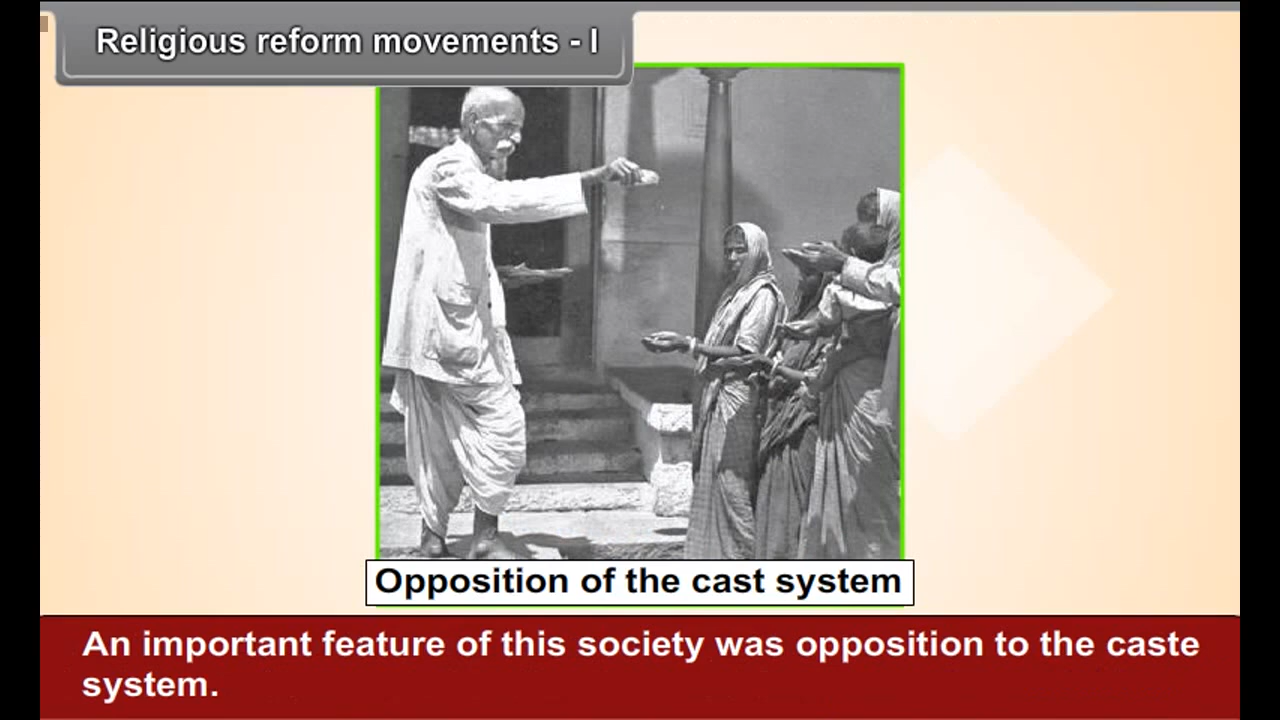 Religious reform movements - I
Opposition of the cast system
An important feature of this society was opposition to the caste
system.